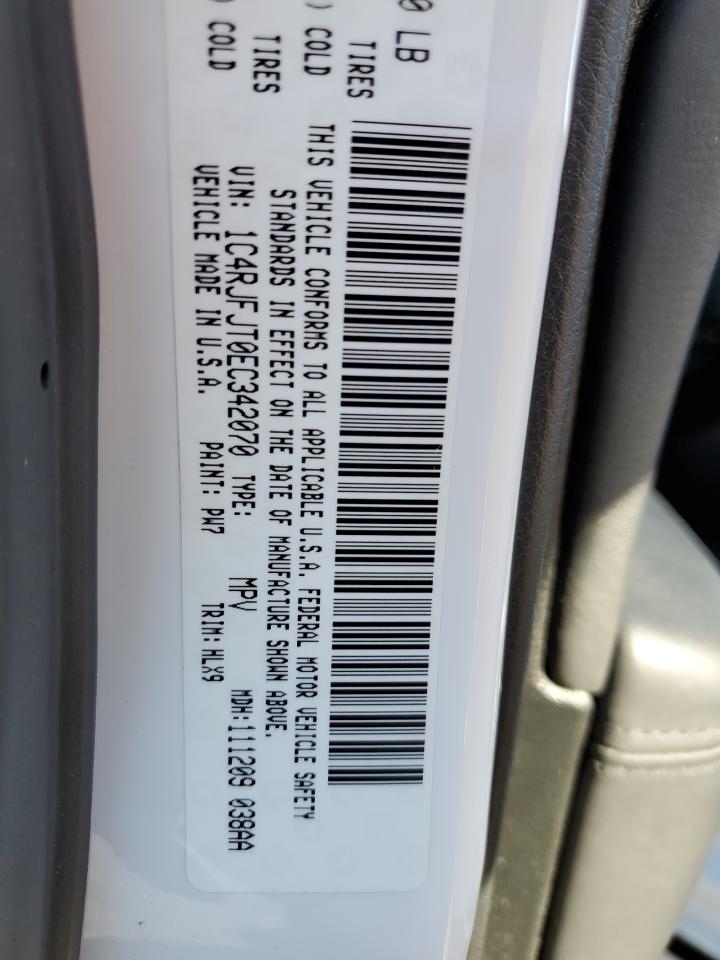 0 LB
) COLD TIRES
) COLD TIRES
THIS VEHICLE CONFORMS TO ALL APPLICABLE U.S.A. FEDERAL MOTOR VEHICLE SAFETY
STANDARDS IN EFFECT ON THE DATE OF MANUFACTURE SHOWN ABOVE.
VIN: 1C4RJFJT0EC342070 TYPE: MPV MDH:111209 038AA
VEHICLE MADE IN U.S.A. PAINT: PW7 TRIM: HLX9